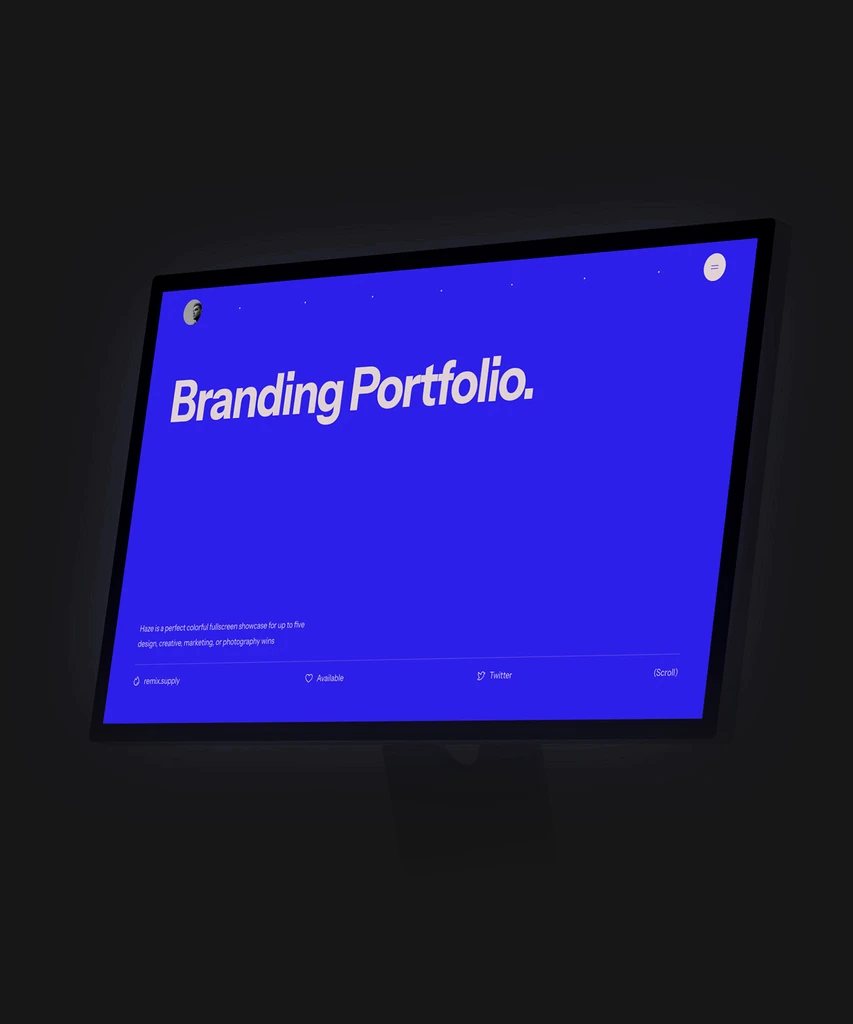 Branding Portfolio.
Haze is a perfect colorful fullscreen showcase for up to five
design, creative, marketing, or photography wins
remix.supply
Available
Twitter
(Scroll)